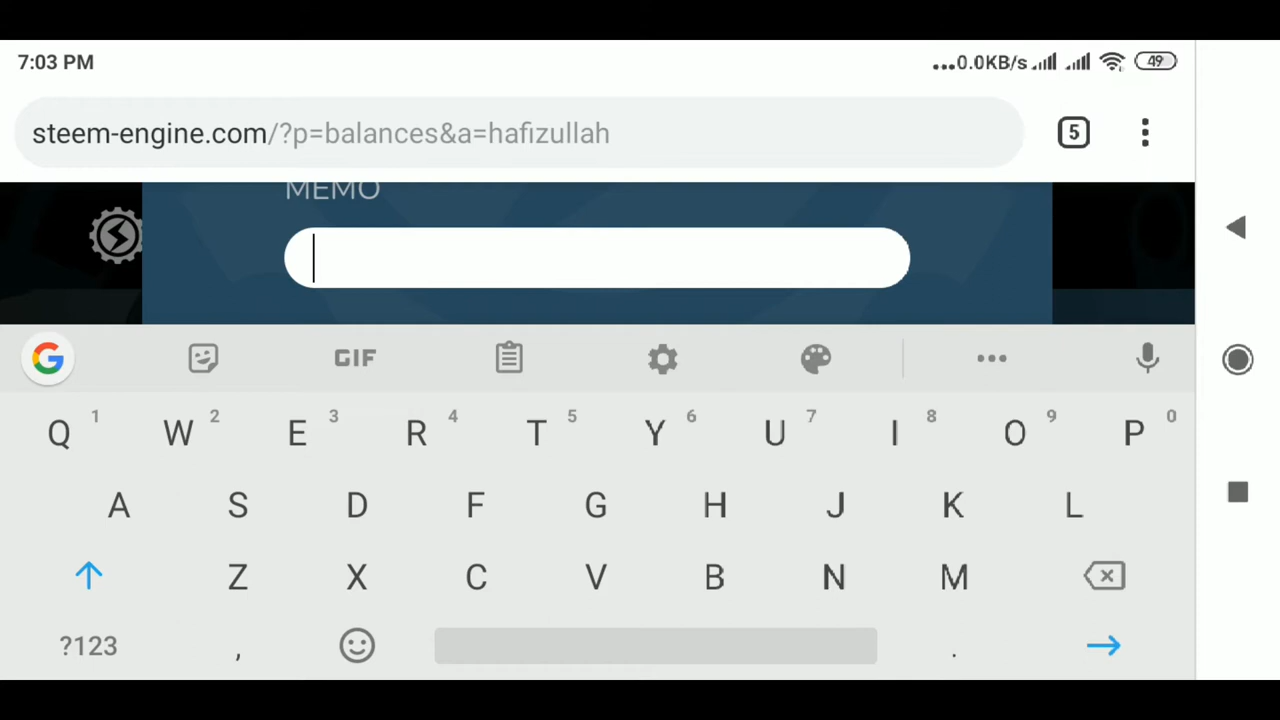 7:03 PM
...0.0KB/s
49
steem-engine.com/?p=balances&a=hafizullah
5
MEMO
GIF
Q 1 W 2 E 3 R 4 T 5 Y 6 U 7 I 8 O 9 P 0
A S D F G H J K L
Z X C V B N M
?123 , .